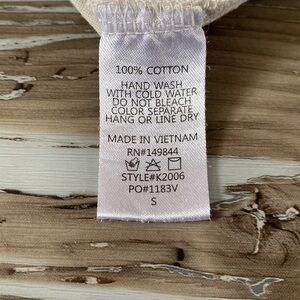 100% COTTON
HAND WASH
WITH COLD WATER
DO NOT BLEACH
COLOR SEPARATE
HANG OR LINE DRY
MADE IN VIETNAM
RN#149844
STYLE#K2006
PO#1183V
S